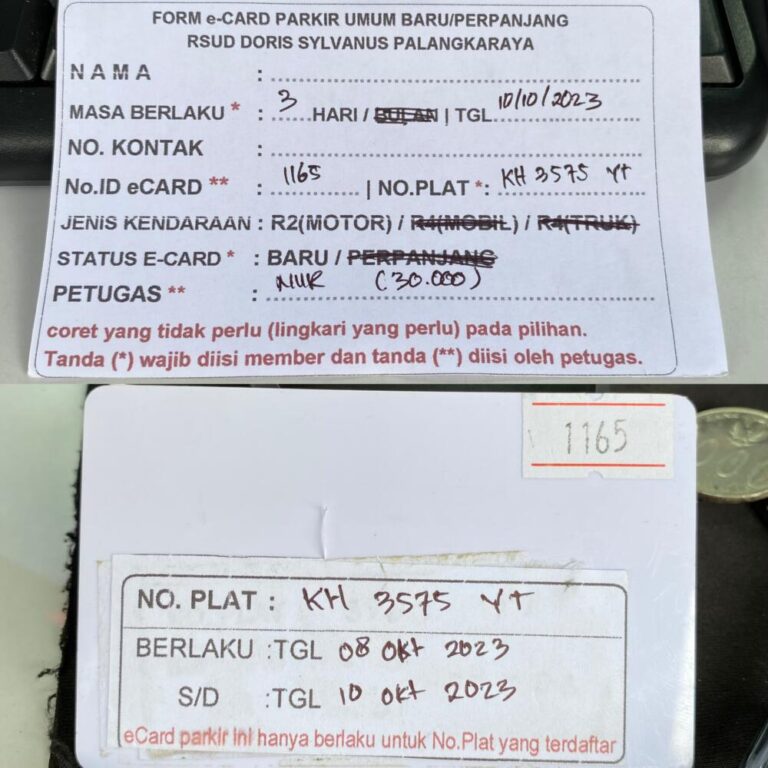 FORM e-CARD PARKIR UMUM BARU/PERPANJANG
RSUD DORIS SYLVANUS PALANGKARAYA
N A M A :
MASA BERLAKU * : 3 HARI / BULAN | TGL 10/10/2023
NO. KONTAK :
No.ID eCARD ** : 1165 | NO.PLAT *: KH 3575 YT
JENIS KENDARAAN : R2(MOTOR) / R4(MOBIL) / R4(TRUK)
STATUS E-CARD * : BARU / PERPANJANG
PETUGAS ** : NUR (30.000)
coret yang tidak perlu (lingkari yang perlu) pada pilihan.
Tanda (*) wajib diisi member dan tanda (**) diisi oleh petugas.
1165
NO. PLAT : KH 3575 YT
BERLAKU :TGL 08 Okt 2023
S/D :TGL 10 Okt 2023
eCard parkir ini hanya berlaku untuk No.Plat yang terdaftar